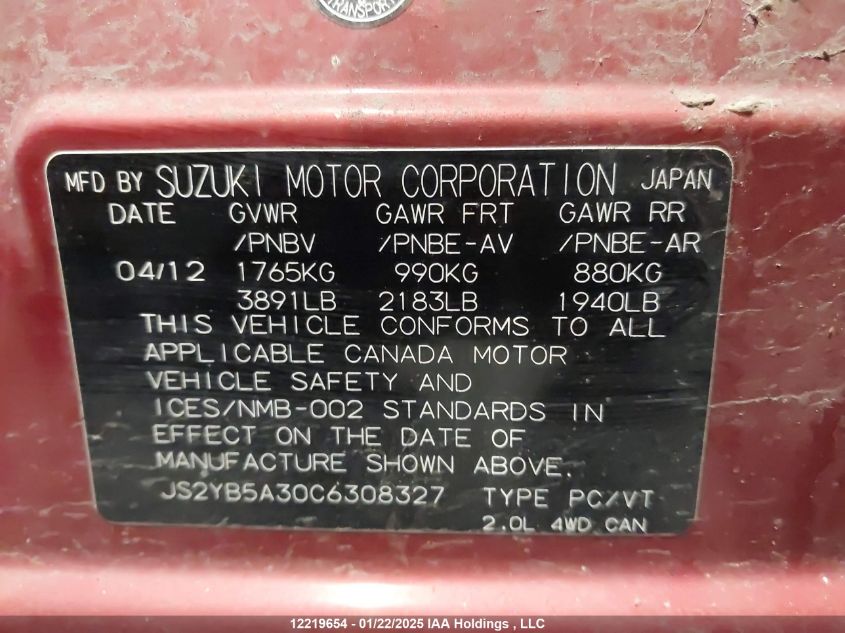 TRANSPORT
MFD BY SUZUKI MOTOR CORPORATION JAPAN
DATE GVWR GAWR FRT GAWR RR
/PNBV /PNBE-AV /PNBE-AR
04/12 1765KG 990KG 880KG
3891LB 2183LB 1940LB
THIS VEHICLE CONFORMS TO ALL
APPLICABLE CANADA MOTOR
VEHICLE SAFETY AND
ICES/NMB-002 STANDARDS IN
EFFECT ON THE DATE OF
MANUFACTURE SHOWN ABOVE.
JS2YB5A30C6308327 TYPE PC/VT
2.0L 4WD CAN
12219654 - 01/22/2025 IAA Holdings , LLC